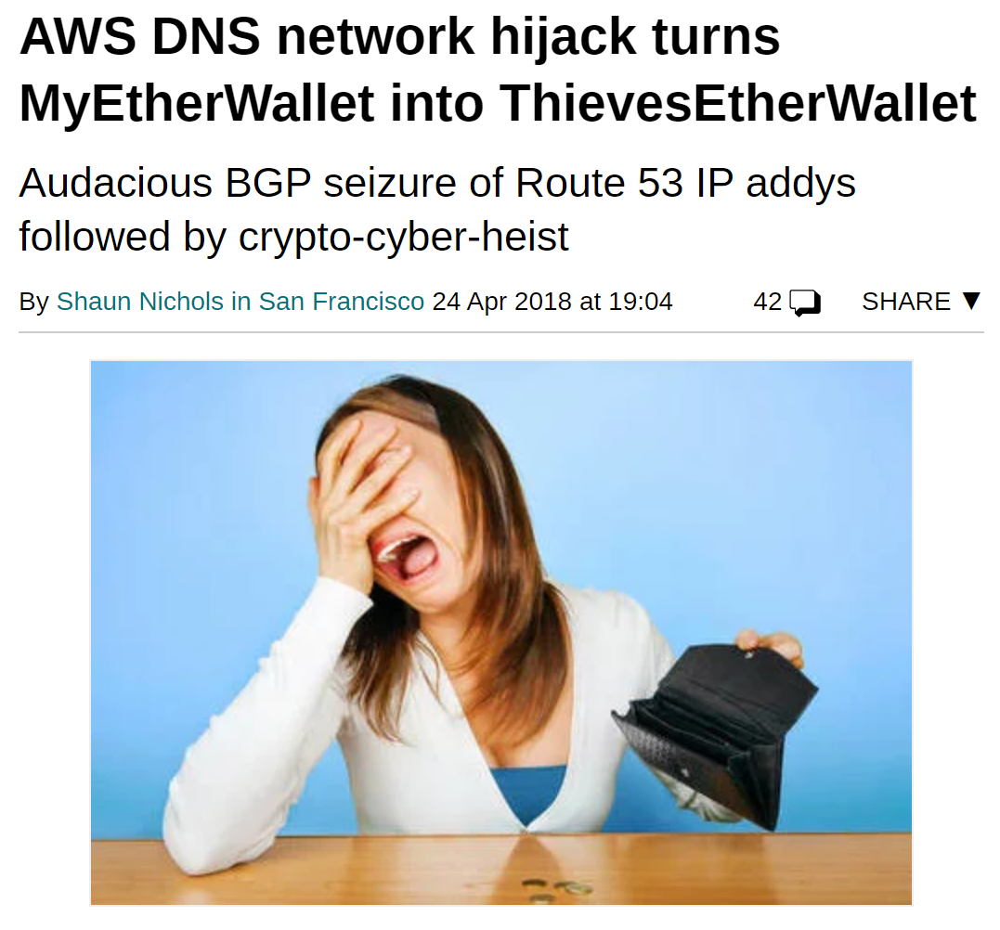 AWS DNS network hijack turns
MyEtherWallet into ThievesEtherWallet
Audacious BGP seizure of Route 53 IP addys
followed by crypto-cyber-heist
By Shaun Nichols in San Francisco 24 Apr 2018 at 19:04 42 SHARE ▼